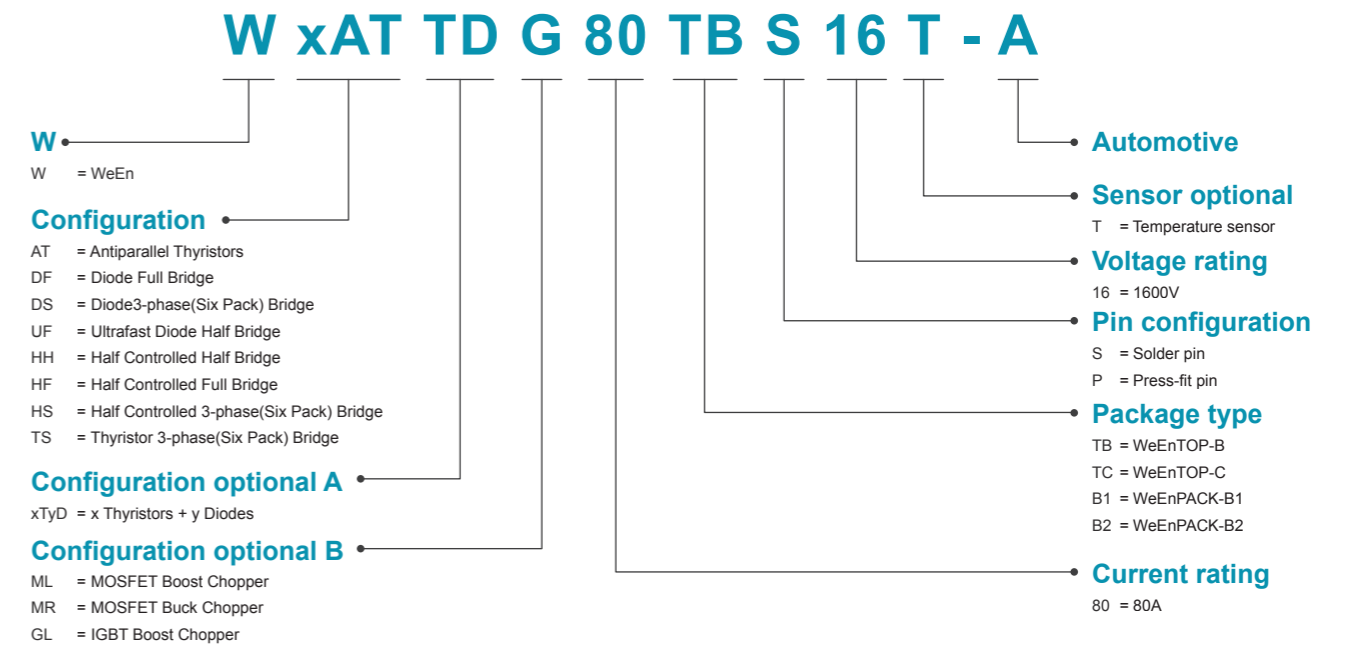 W xAT TD G 80 TB S 16 T - A
W
W = WeEn
Configuration
AT = Antiparallel Thyristors
DF = Diode Full Bridge
DS = Diode3-phase(Six Pack) Bridge
UF = Ultrafast Diode Half Bridge
HH = Half Controlled Half Bridge
HF = Half Controlled Full Bridge
HS = Half Controlled 3-phase(Six Pack) Bridge
TS = Thyristor 3-phase(Six Pack) Bridge
Configuration optional A
xTyD = x Thyristors + y Diodes
Configuration optional B
ML = MOSFET Boost Chopper
MR = MOSFET Buck Chopper
GL = IGBT Boost Chopper
Automotive
Sensor optional
T = Temperature sensor
Voltage rating
16 = 1600V
Pin configuration
S = Solder pin
P = Press-fit pin
Package type
TB = WeEnTOP-B
TC = WeEnTOP-C
B1 = WeEnPACK-B1
B2 = WeEnPACK-B2
Current rating
80 = 80A